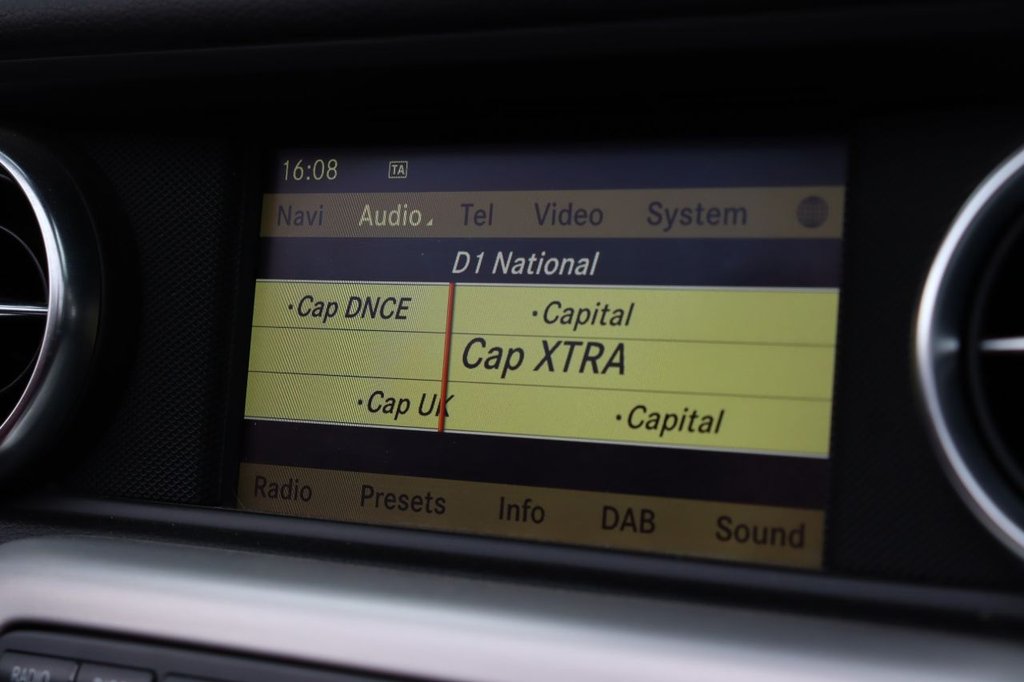 16:08 TA
Navi Audio Tel Video System
D1 National
·Cap DNCE ·Capital
Cap XTRA
·Cap UK ·Capital
Radio Presets Info DAB Sound
RADIO